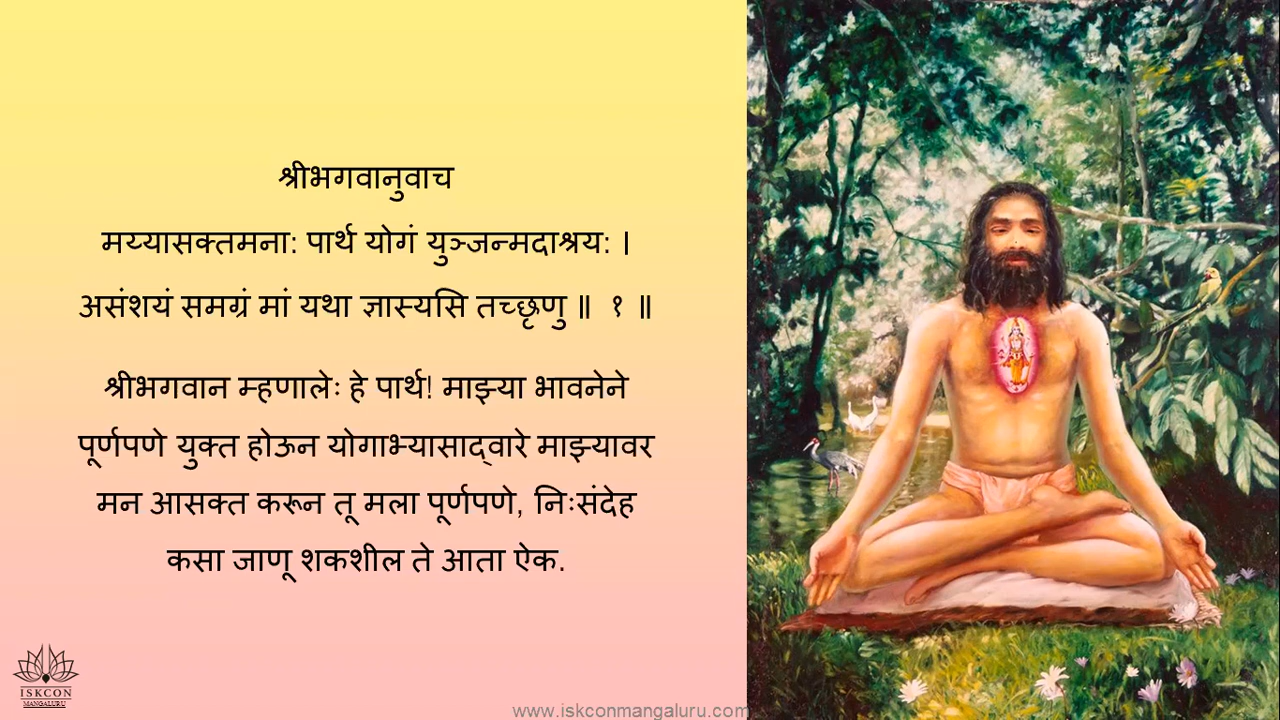 श्रीभगवानुवाच
मय्यासक्तमना: पार्थ योगं युञ्जन्मदाश्रय: ।
असंशयं समग्रं मां यथा ज्ञास्यसि तच्छृणु ॥ १ ॥
श्रीभगवान म्हणालेः हे पार्थ! माझ्या भावनेने
पूर्णपणे युक्त होऊन योगाभ्यासाद्‌वारे माझ्यावर
मन आसक्त करून तू मला पूर्णपणे, निःसंदेह
कसा जाणू शकशील ते आता ऐक.
ISKCON
MANGALURU
www.iskconmangaluru.com